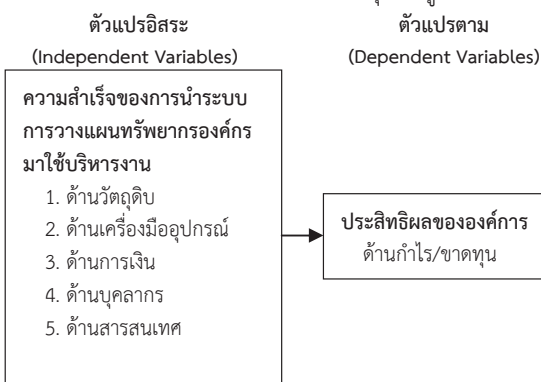 ตัวแปรอิสระ
(Independent Variables)
ตัวแปรตาม
(Dependent Variables)
ความสำเร็จของการนำระบบ
การวางแผนทรัพยากรองค์กร
มาใช้บริหารงาน
1. ด้านวัตถุดิบ
2. ด้านเครื่องมืออุปกรณ์
3. ด้านการเงิน
4. ด้านบุคลากร
5. ด้านสารสนเทศ
ประสิทธิผลขององค์การ
ด้านกำไร/ขาดทุน